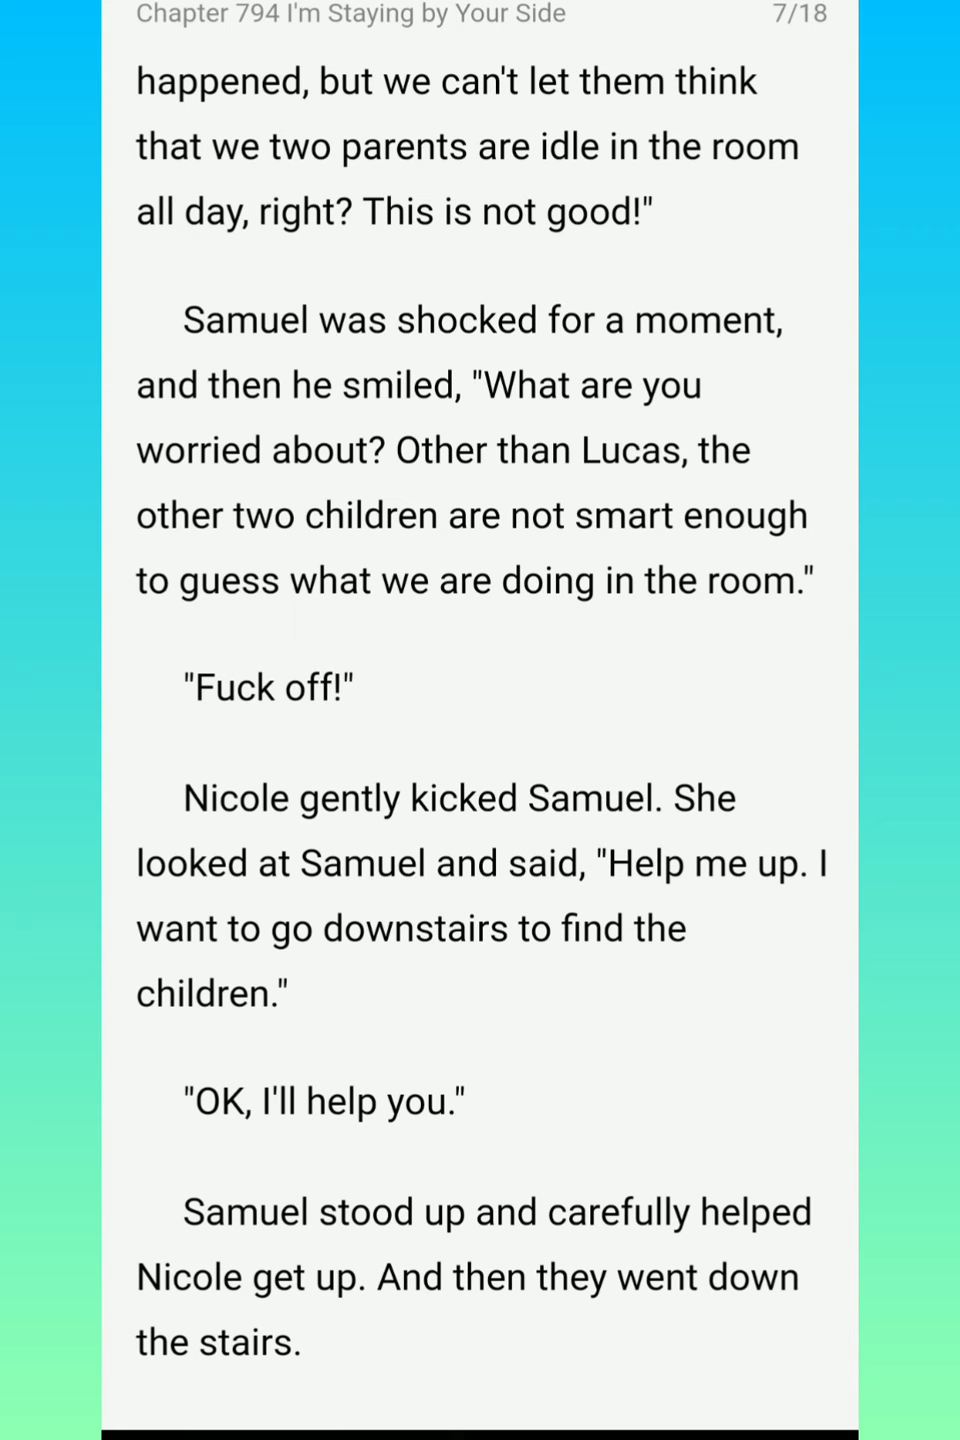 Chapter 794 I'm Staying by Your Side 7/18
happened, but we can't let them think
that we two parents are idle in the room
all day, right? This is not good!"
Samuel was shocked for a moment,
and then he smiled, "What are you
worried about? Other than Lucas, the
other two children are not smart enough
to guess what we are doing in the room."
"Fuck off!"
Nicole gently kicked Samuel. She
looked at Samuel and said, "Help me up. I
want to go downstairs to find the
children."
"OK, I'll help you."
Samuel stood up and carefully helped
Nicole get up. And then they went down
the stairs.